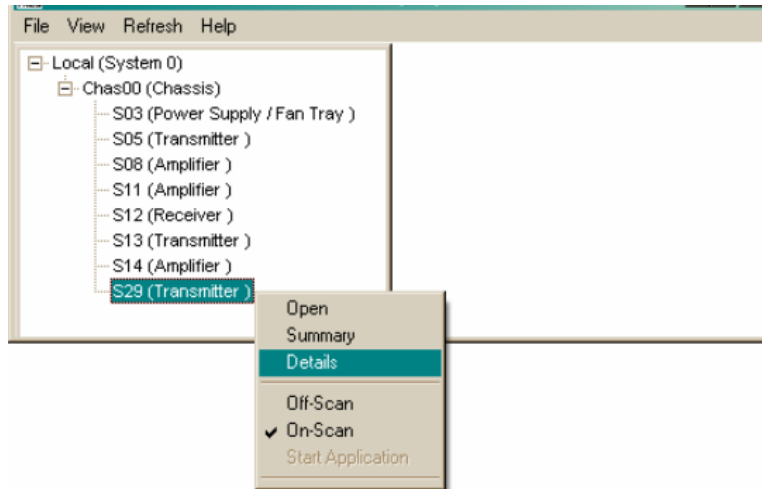 File View Refresh Help
Local (System 0)
Chas00 (Chassis)
S03 (Power Supply / Fan Tray )
S05 (Transmitter )
S08 (Amplifier )
S11 (Amplifier )
S12 (Receiver )
S13 (Transmitter )
S14 (Amplifier )
S29 (Transmitter )
Open
Summary
Details
Off-Scan
On-Scan
Start Application